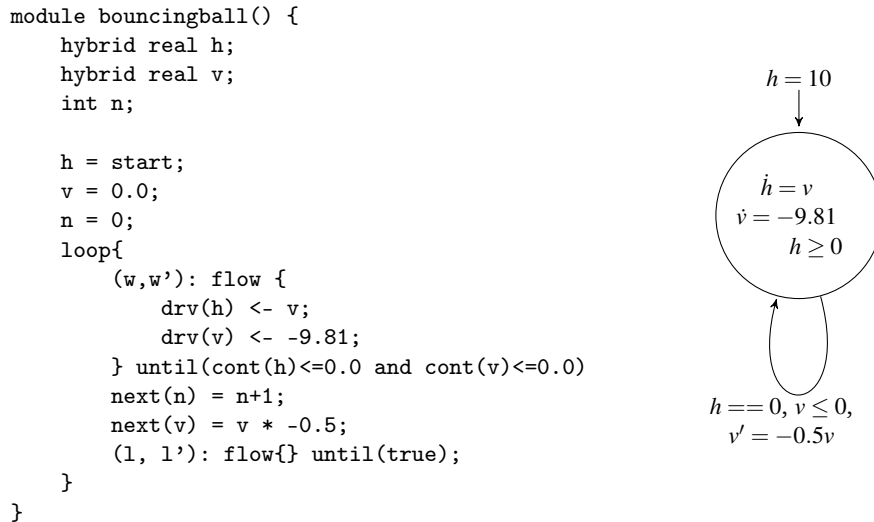 module bouncingball() {
    hybrid real h;
    hybrid real v;
    int n;

    h = start;
    v = 0.0;
    n = 0;
    loop{
        (w,w’): flow {
            drv(h) <- v;
            drv(v) <- -9.81;
        } until(cont(h)<=0.0 and cont(v)<=0.0)
        next(n) = n+1;
        next(v) = v * -0.5;
        (l, l’): flow{} until(true);
    }
}
h = 10
ḣ = v
v̇ = −9.81
h ≥ 0
h == 0, v ≤ 0,
v′ = −0.5v